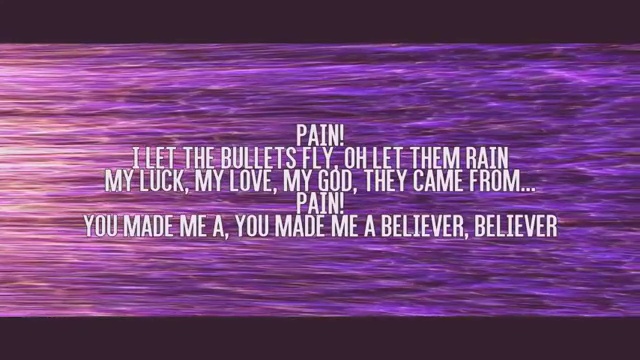 PAIN!
I LET THE BULLETS FLY, OH LET THEM RAIN
MY LUCK, MY LOVE, MY GOD, THEY CAME FROM...
PAIN!
YOU MADE ME A, YOU MADE ME A BELIEVER, BELIEVER